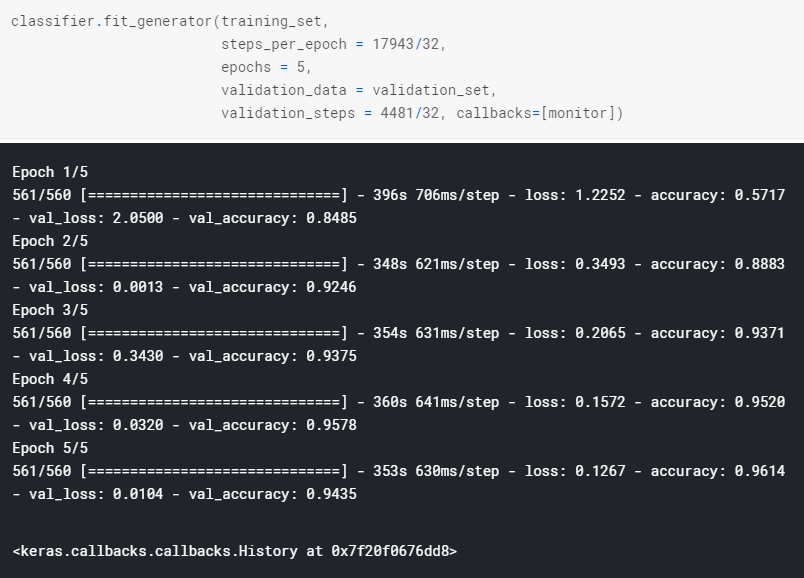 classifier.fit_generator(training_set,
steps_per_epoch = 17943/32,
epochs = 5,
validation_data = validation_set,
validation_steps = 4481/32, callbacks=[monitor])
Epoch 1/5
561/560 [==============================] - 396s 706ms/step - loss: 1.2252 - accuracy: 0.5717
- val_loss: 2.0500 - val_accuracy: 0.8485
Epoch 2/5
561/560 [==============================] - 348s 621ms/step - loss: 0.3493 - accuracy: 0.8883
- val_loss: 0.0013 - val_accuracy: 0.9246
Epoch 3/5
561/560 [==============================] - 354s 631ms/step - loss: 0.2065 - accuracy: 0.9371
- val_loss: 0.3430 - val_accuracy: 0.9375
Epoch 4/5
561/560 [==============================] - 360s 641ms/step - loss: 0.1572 - accuracy: 0.9520
- val_loss: 0.0320 - val_accuracy: 0.9578
Epoch 5/5
561/560 [==============================] - 353s 630ms/step - loss: 0.1267 - accuracy: 0.9614
- val_loss: 0.0104 - val_accuracy: 0.9435
<keras.callbacks.callbacks.History at 0x7f20f0676dd8>